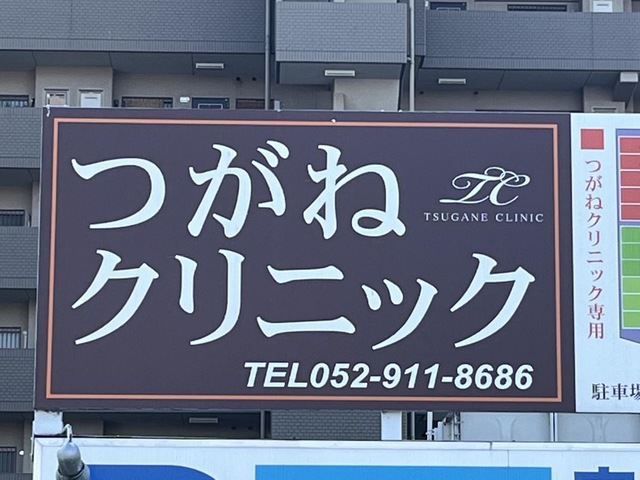 つがね
クリニック
TC
TSUGANE CLINIC
TEL052-911-8686
つがねクリニック専用
駐車場